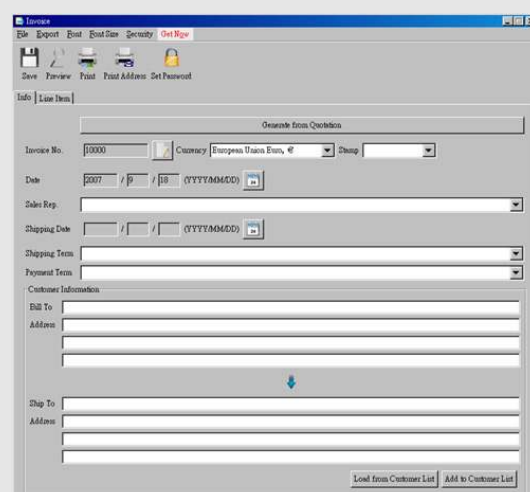 Invoice
File Export Font Font Size Security Get Now
Save Preview Print Print Address Set Password
Info Line Item
Generate from Quotation
Invoice No. 10000 Currency European Union Euro, € Stamp
Date 2007 / 9 / 18 (YYYY/MM/DD)
Sales Rep.
Shipping Date / / (YYYY/MM/DD)
Shipping Term
Payment Term
Customer Information
Bill To
Address
Ship To
Address
Load from Customer List Add to Customer List